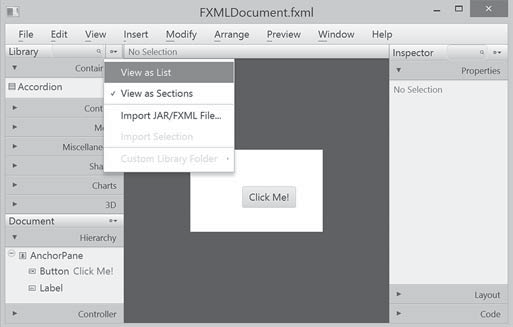 FXMLDocument.fxml
File Edit View Insert Modify Arrange Preview Window Help
Library
No Selection
Inspector
Contain
Properties
No Selection
Accordion
Cont
Me
Miscellane
Sha
Charts
3D
View as List
✓ View as Sections
Import JAR/FXML File...
Import Selection
Custom Library Folder
Click Me!
Document
Hierarchy
AnchorPane
Button Click Me!
Label
Controller
Layout
Code